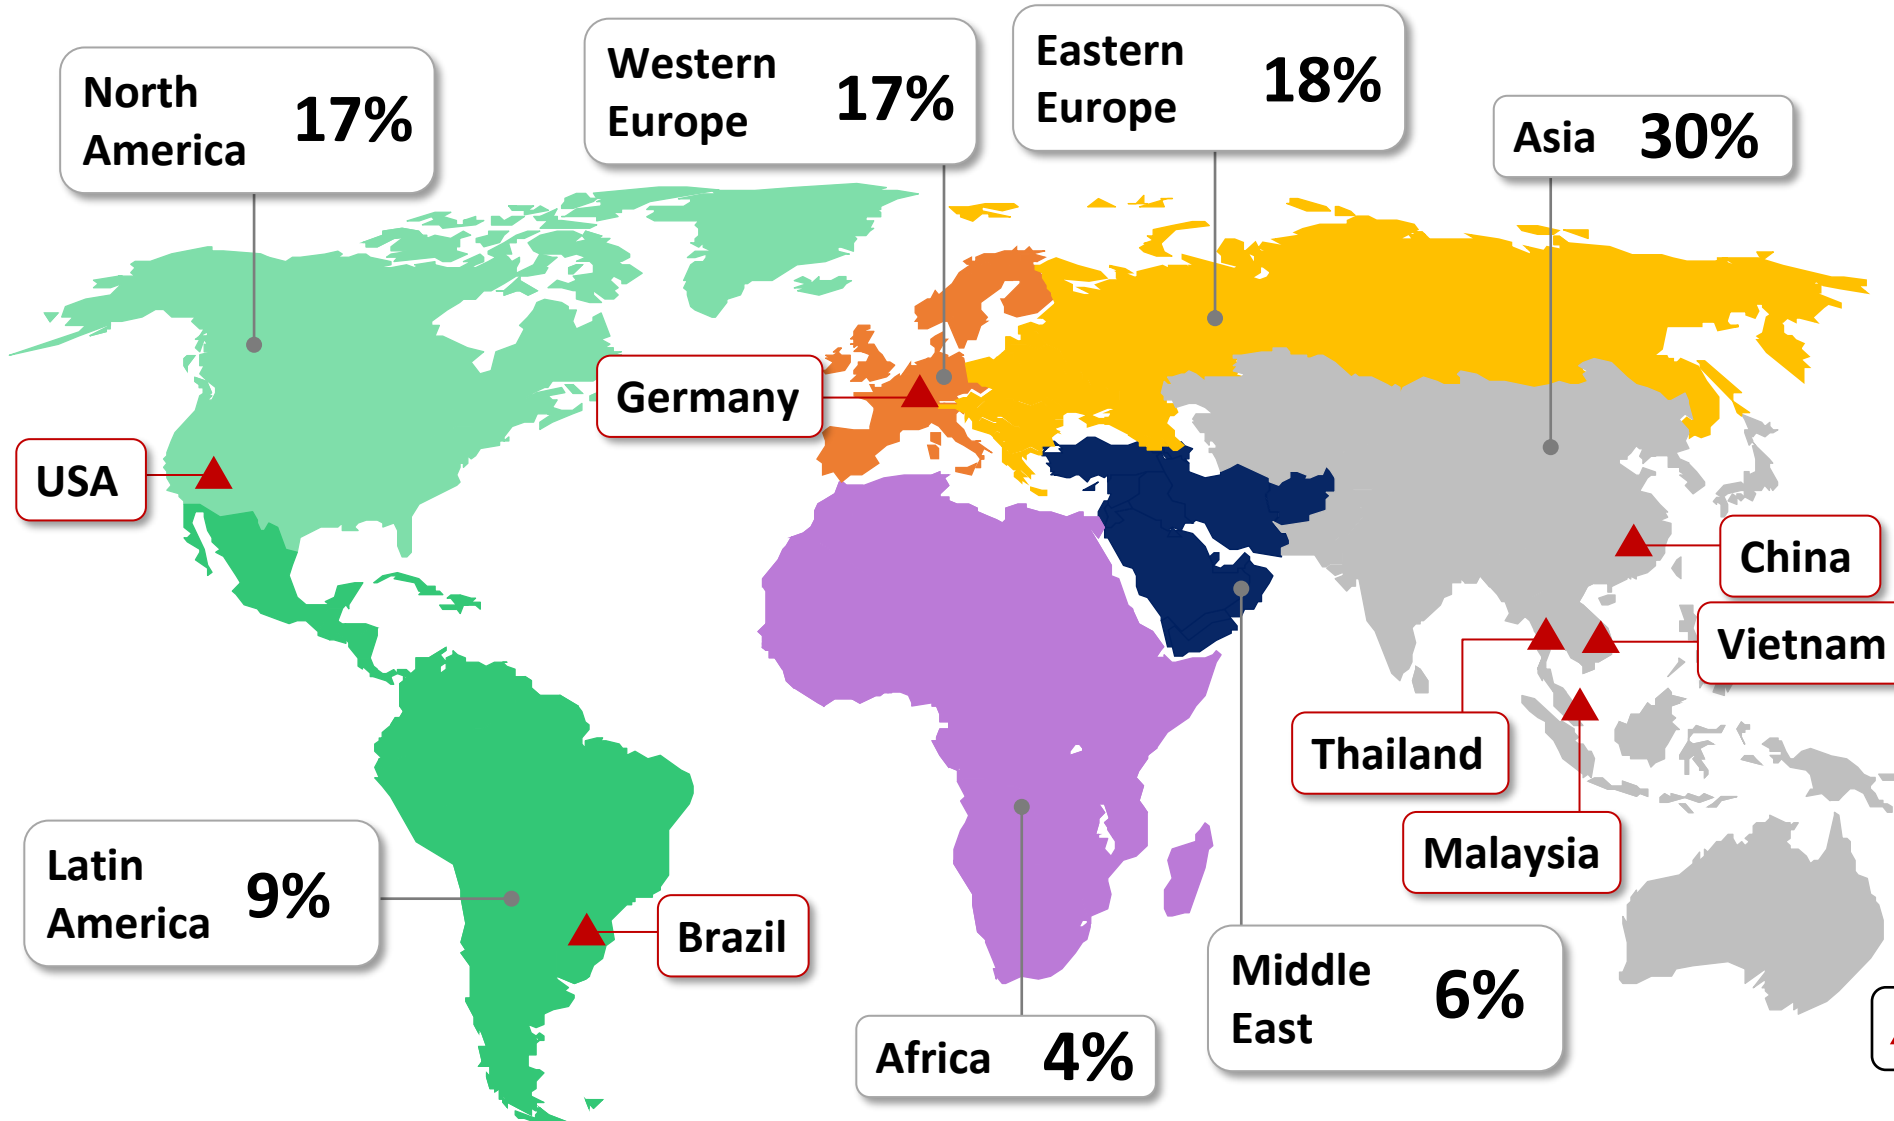 North
America
17%
Western
Europe
17%
Eastern
Europe
18%
Asia 30%
Germany
USA
China
Vietnam
Thailand
Malaysia
Latin
America
9%
Brazil
Middle
East
6%
Africa 4%